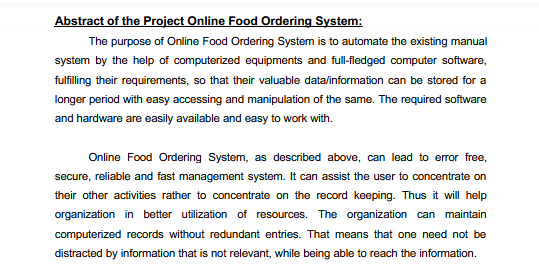 Abstract of the Project Online Food Ordering System:
The purpose of Online Food Ordering System is to automate the existing manual
system by the help of computerized equipments and full-fledged computer software,
fulfilling their requirements, so that their valuable data/information can be stored for a
longer period with easy accessing and manipulation of the same. The required software
and hardware are easily available and easy to work with.
Online Food Ordering System, as described above, can lead to error free,
secure, reliable and fast management system. It can assist the user to concentrate on
their other activities rather to concentrate on the record keeping. Thus it will help
organization in better utilization of resources. The organization can maintain
computerized records without redundant entries. That means that one need not be
distracted by information that is not relevant, while being able to reach the information.